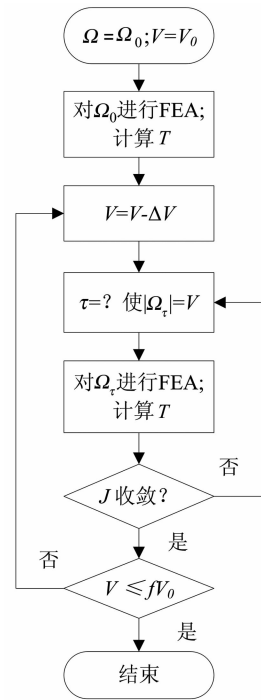 Ω=Ω₀;V=V₀
对Ω₀进行FEA;
计算T
V=V-ΔV
τ=? 使|Ωτ|=V
对Ωτ进行FEA;
计算T
J收敛?
否
是
V≤fV₀
否
是
结束